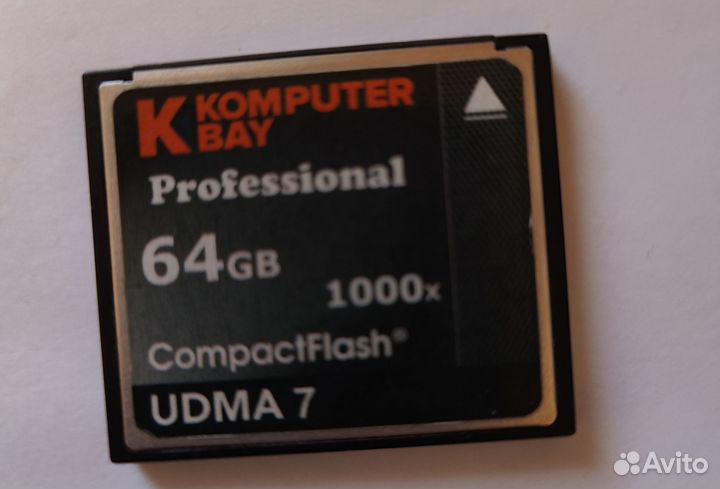 K KOMPUTER
BAY
Professional
64GB
1000x
CompactFlash®
UDMA 7
Avito